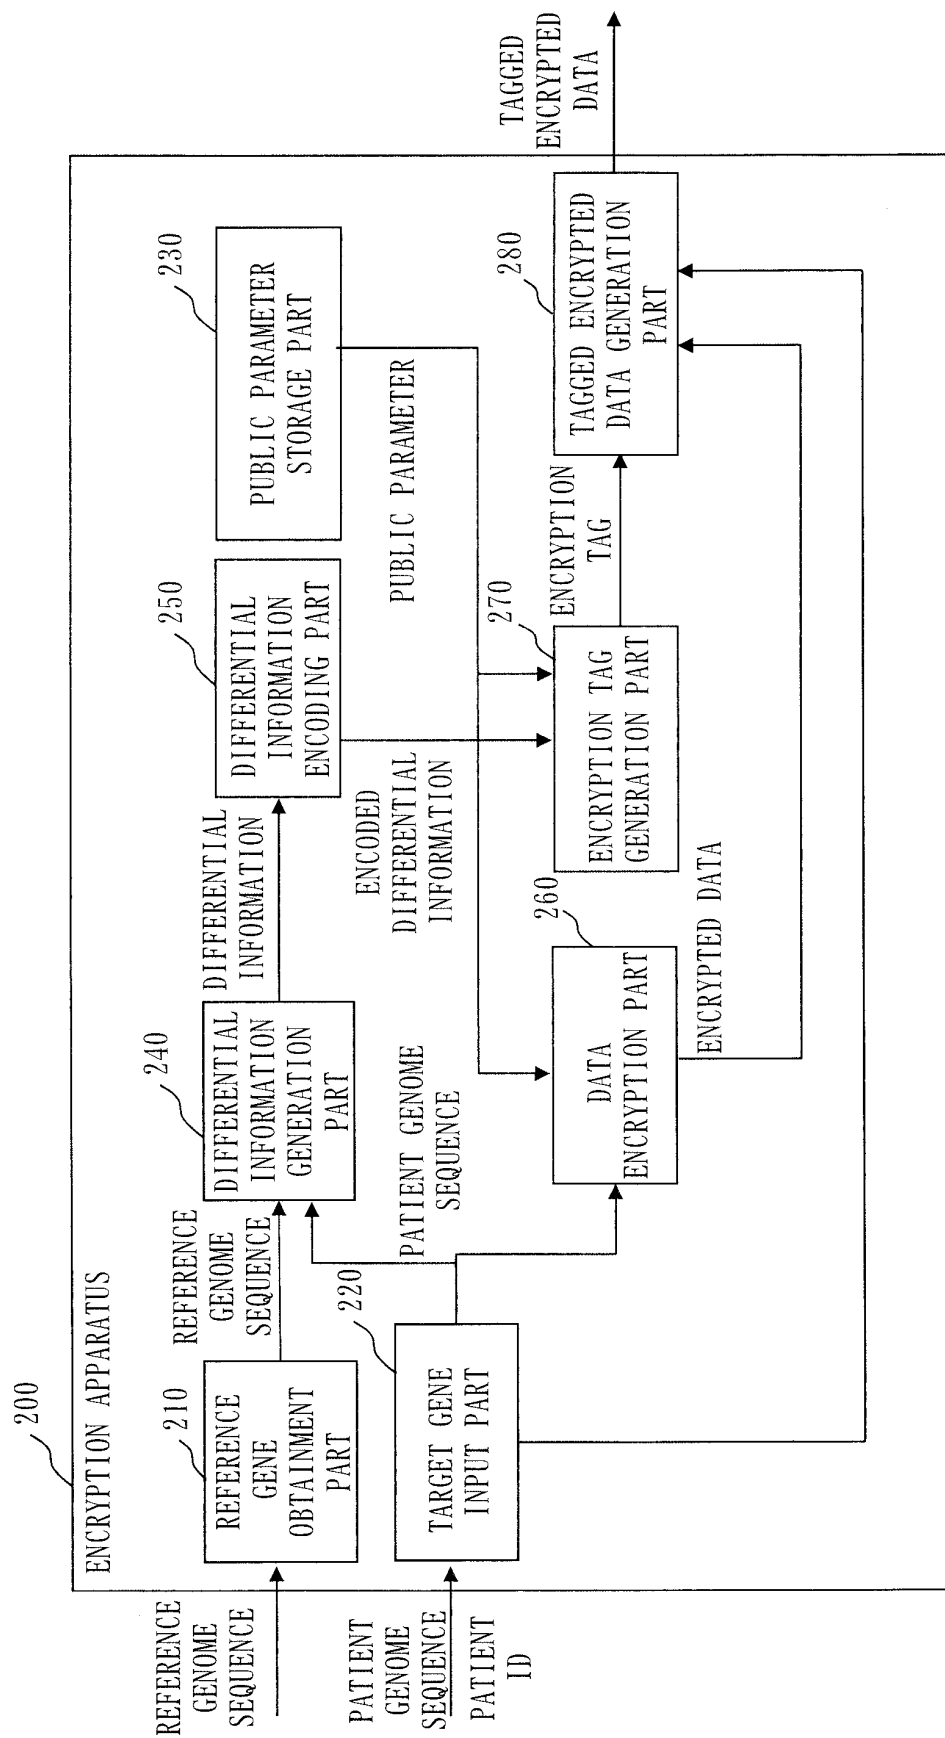 200
ENCRYPTION APPARATUS
REFERENCE
GENOME
SEQUENCE
210
REFERENCE
GENE
OBTAINMENT
PART
REFERENCE
GENOME
SEQUENCE
240
DIFFERENTIAL
INFORMATION
GENERATION
PART
DIFFERENTIAL
INFORMATION
250
DIFFERENTIAL
INFORMATION
ENCODING PART
230
PUBLIC PARAMETER
STORAGE PART
PATIENT
GENOME
SEQUENCE
PATIENT
ID
220
TARGET GENE
INPUT PART
PATIENT GENOME
SEQUENCE
ENCODED
DIFFERENTIAL
INFORMATION
PUBLIC PARAMETER
260
DATA
ENCRYPTION PART
ENCRYPTED DATA
270
ENCRYPTION TAG
GENERATION PART
ENCRYPTION
TAG
280
TAGGED ENCRYPTED
DATA GENERATION
PART
TAGGED
ENCRYPTED
DATA